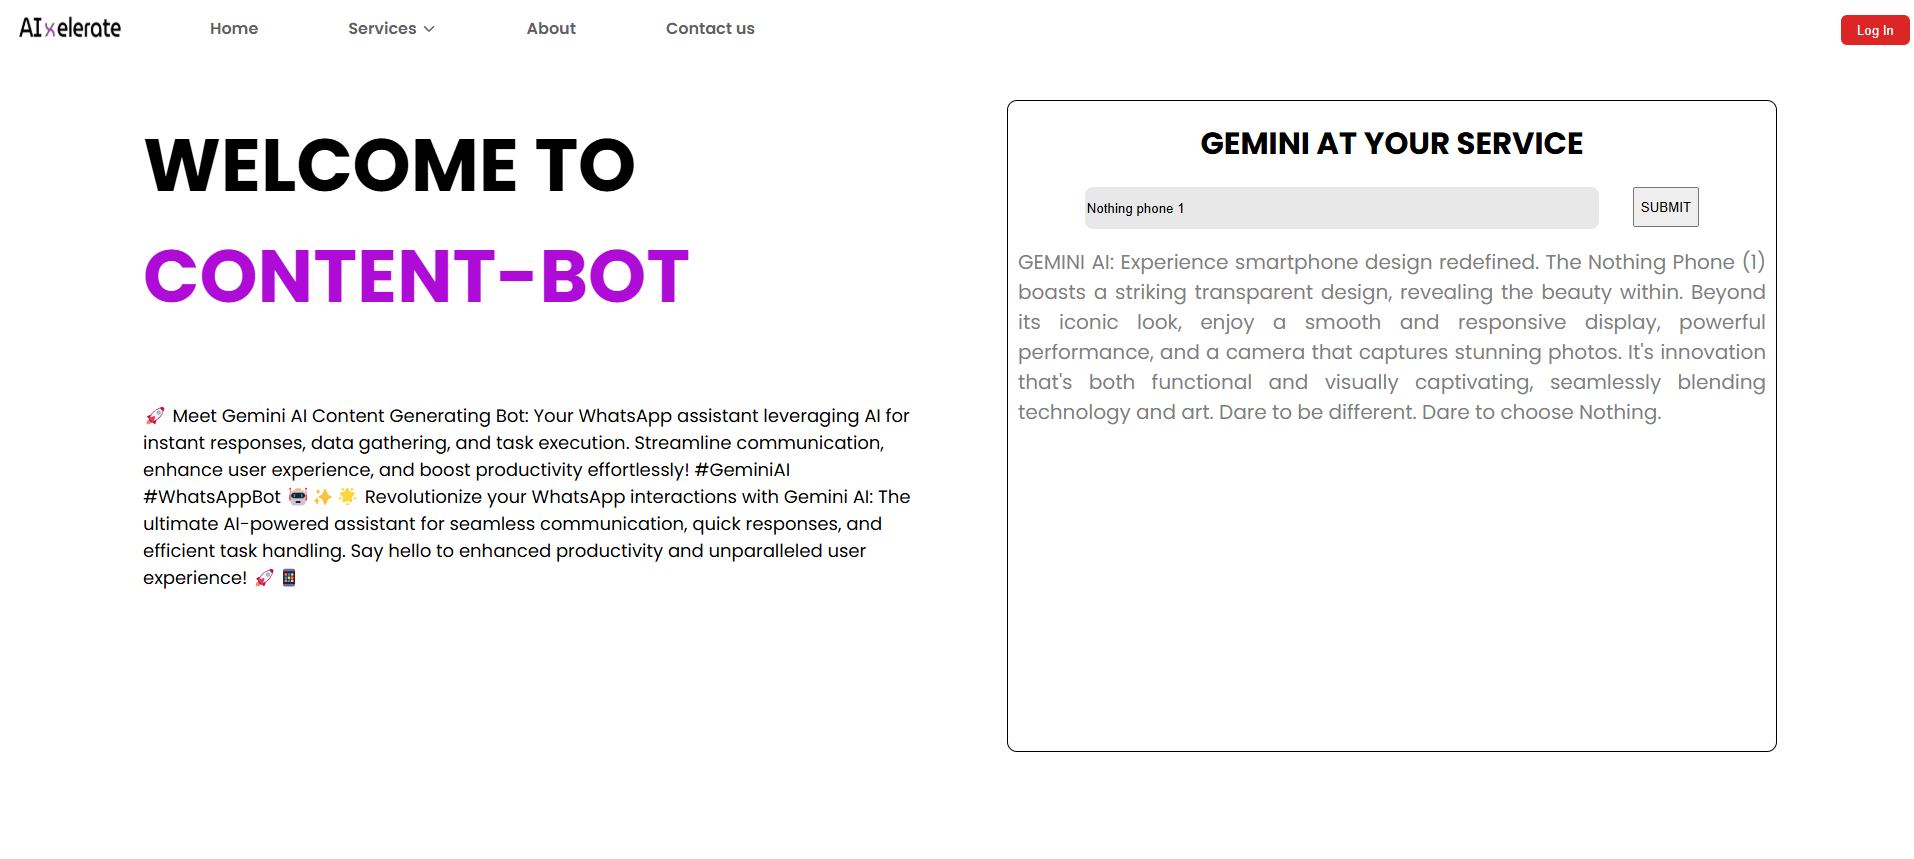 AIxelerate
Home
Services
About
Contact us
Log In
WELCOME TO
CONTENT-BOT
🚀 Meet Gemini AI Content Generating Bot: Your WhatsApp assistant leveraging AI for
instant responses, data gathering, and task execution. Streamline communication,
enhance user experience, and boost productivity effortlessly! #GeminiAI
#WhatsAppBot 🤖✨🌟 Revolutionize your WhatsApp interactions with Gemini AI: The
ultimate AI-powered assistant for seamless communication, quick responses, and
efficient task handling. Say hello to enhanced productivity and unparalleled user
experience! 🚀📱
GEMINI AT YOUR SERVICE
Nothing phone 1
SUBMIT
GEMINI AI: Experience smartphone design redefined. The Nothing Phone (1)
boasts a striking transparent design, revealing the beauty within. Beyond
its iconic look, enjoy a smooth and responsive display, powerful
performance, and a camera that captures stunning photos. It's innovation
that's both functional and visually captivating, seamlessly blending
technology and art. Dare to be different. Dare to choose Nothing.